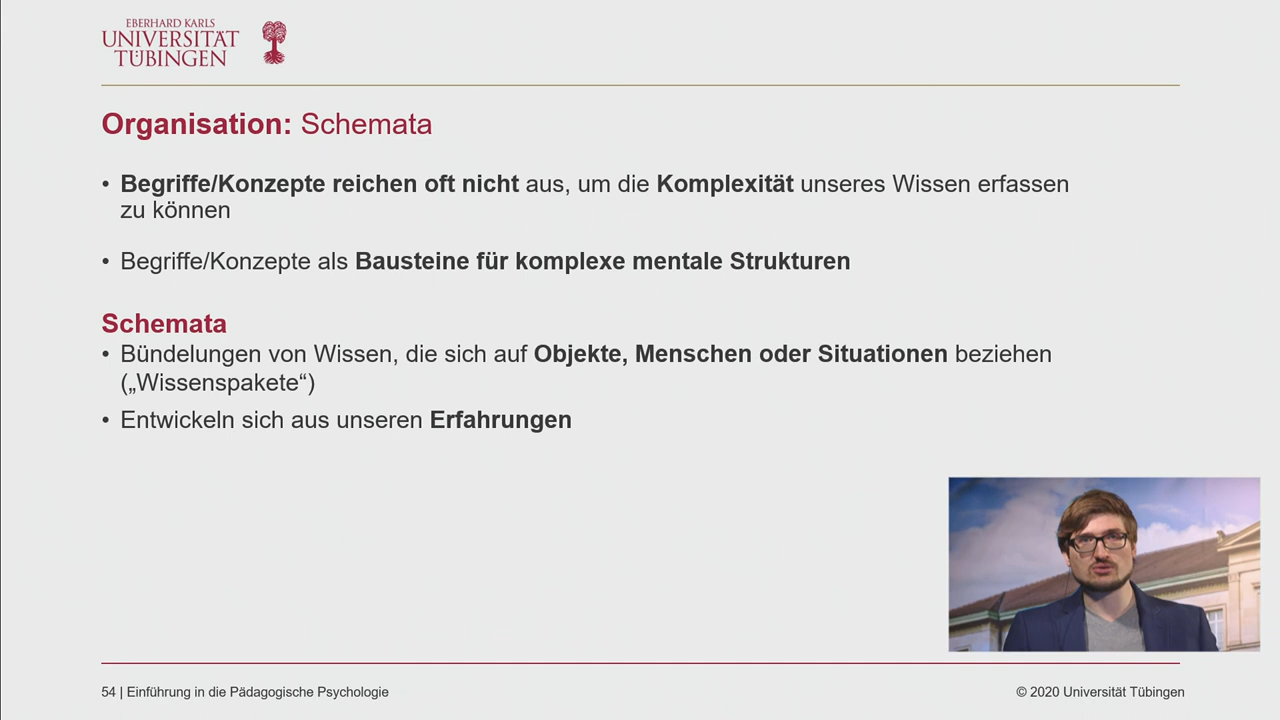 EBERHARD KARLS
UNIVERSITÄT
TÜBINGEN
Organisation: Schemata
• Begriffe/Konzepte reichen oft nicht aus, um die Komplexität unseres Wissen erfassen
zu können
• Begriffe/Konzepte als Bausteine für komplexe mentale Strukturen
Schemata
• Bündelungen von Wissen, die sich auf Objekte, Menschen oder Situationen beziehen
(„Wissenspakete“)
• Entwickeln sich aus unseren Erfahrungen
54 | Einführung in die Pädagogische Psychologie
© 2020 Universität Tübingen